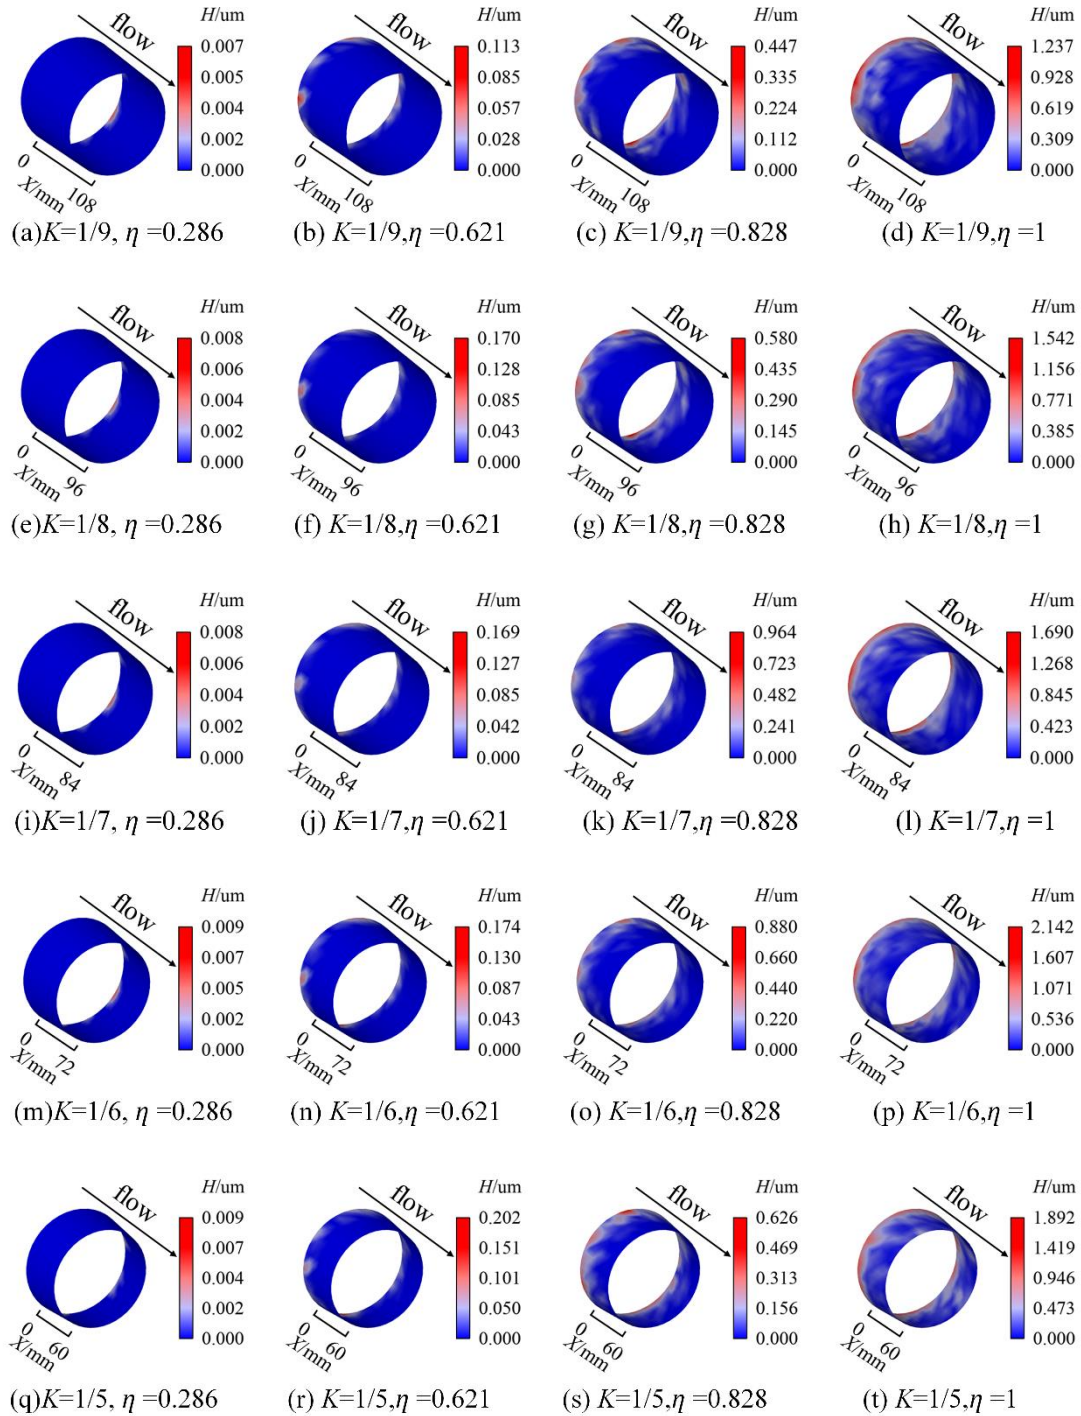 H/um
flow
0.007
0.005
0.004
0.002
0.000
0
108
X/mm
(a)K=1/9, η =0.286
H/um
flow
0.113
0.085
0.057
0.028
0.000
0
108
X/mm
(b) K=1/9,η =0.621
H/um
flow
0.447
0.335
0.224
0.112
0.000
0
108
X/mm
(c) K=1/9,η =0.828
H/um
flow
1.237
0.928
0.619
0.309
0.000
0
108
X/mm
(d) K=1/9,η =1
H/um
flow
0.008
0.006
0.004
0.002
0.000
0
96
X/mm
(e)K=1/8, η =0.286
H/um
flow
0.170
0.128
0.085
0.043
0.000
0
96
X/mm
(f) K=1/8,η =0.621
H/um
flow
0.580
0.435
0.290
0.145
0.000
0
96
X/mm
(g) K=1/8,η =0.828
H/um
flow
1.542
1.156
0.771
0.385
0.000
0
96
X/mm
(h) K=1/8,η =1
H/um
flow
0.008
0.006
0.004
0.002
0.000
0
84
X/mm
(i)K=1/7, η =0.286
H/um
flow
0.169
0.127
0.085
0.042
0.000
0
84
X/mm
(j) K=1/7,η =0.621
H/um
flow
0.964
0.723
0.482
0.241
0.000
0
84
X/mm
(k) K=1/7,η =0.828
H/um
flow
1.690
1.268
0.845
0.423
0.000
0
84
X/mm
(l) K=1/7,η =1
H/um
flow
0.009
0.007
0.005
0.002
0.000
0
72
X/mm
(m)K=1/6, η =0.286
H/um
flow
0.174
0.130
0.087
0.043
0.000
0
72
X/mm
(n) K=1/6,η =0.621
H/um
flow
0.880
0.660
0.440
0.220
0.000
0
72
X/mm
(o) K=1/6,η =0.828
H/um
flow
2.142
1.607
1.071
0.536
0.000
0
72
X/mm
(p) K=1/6,η =1
H/um
flow
0.009
0.007
0.004
0.002
0.000
0
60
X/mm
(q)K=1/5, η =0.286
H/um
flow
0.202
0.151
0.101
0.050
0.000
0
60
X/mm
(r) K=1/5,η =0.621
H/um
flow
0.626
0.469
0.313
0.156
0.000
0
60
X/mm
(s) K=1/5,η =0.828
H/um
flow
1.892
1.419
0.946
0.473
0.000
0
60
X/mm
(t) K=1/5,η =1